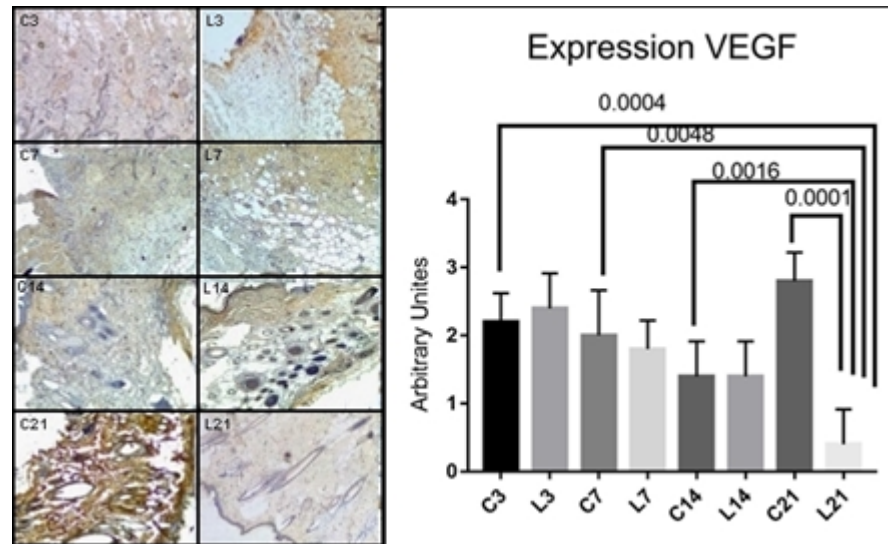 C3
L3
C7
L7
C14
L14
C21
L21
Expression VEGF
0.0004
0.0048
0.0016
0.0001
Arbitrary Unites
4
3
2
1
0
C3
L3
C7
L7
C14
L14
C21
L21